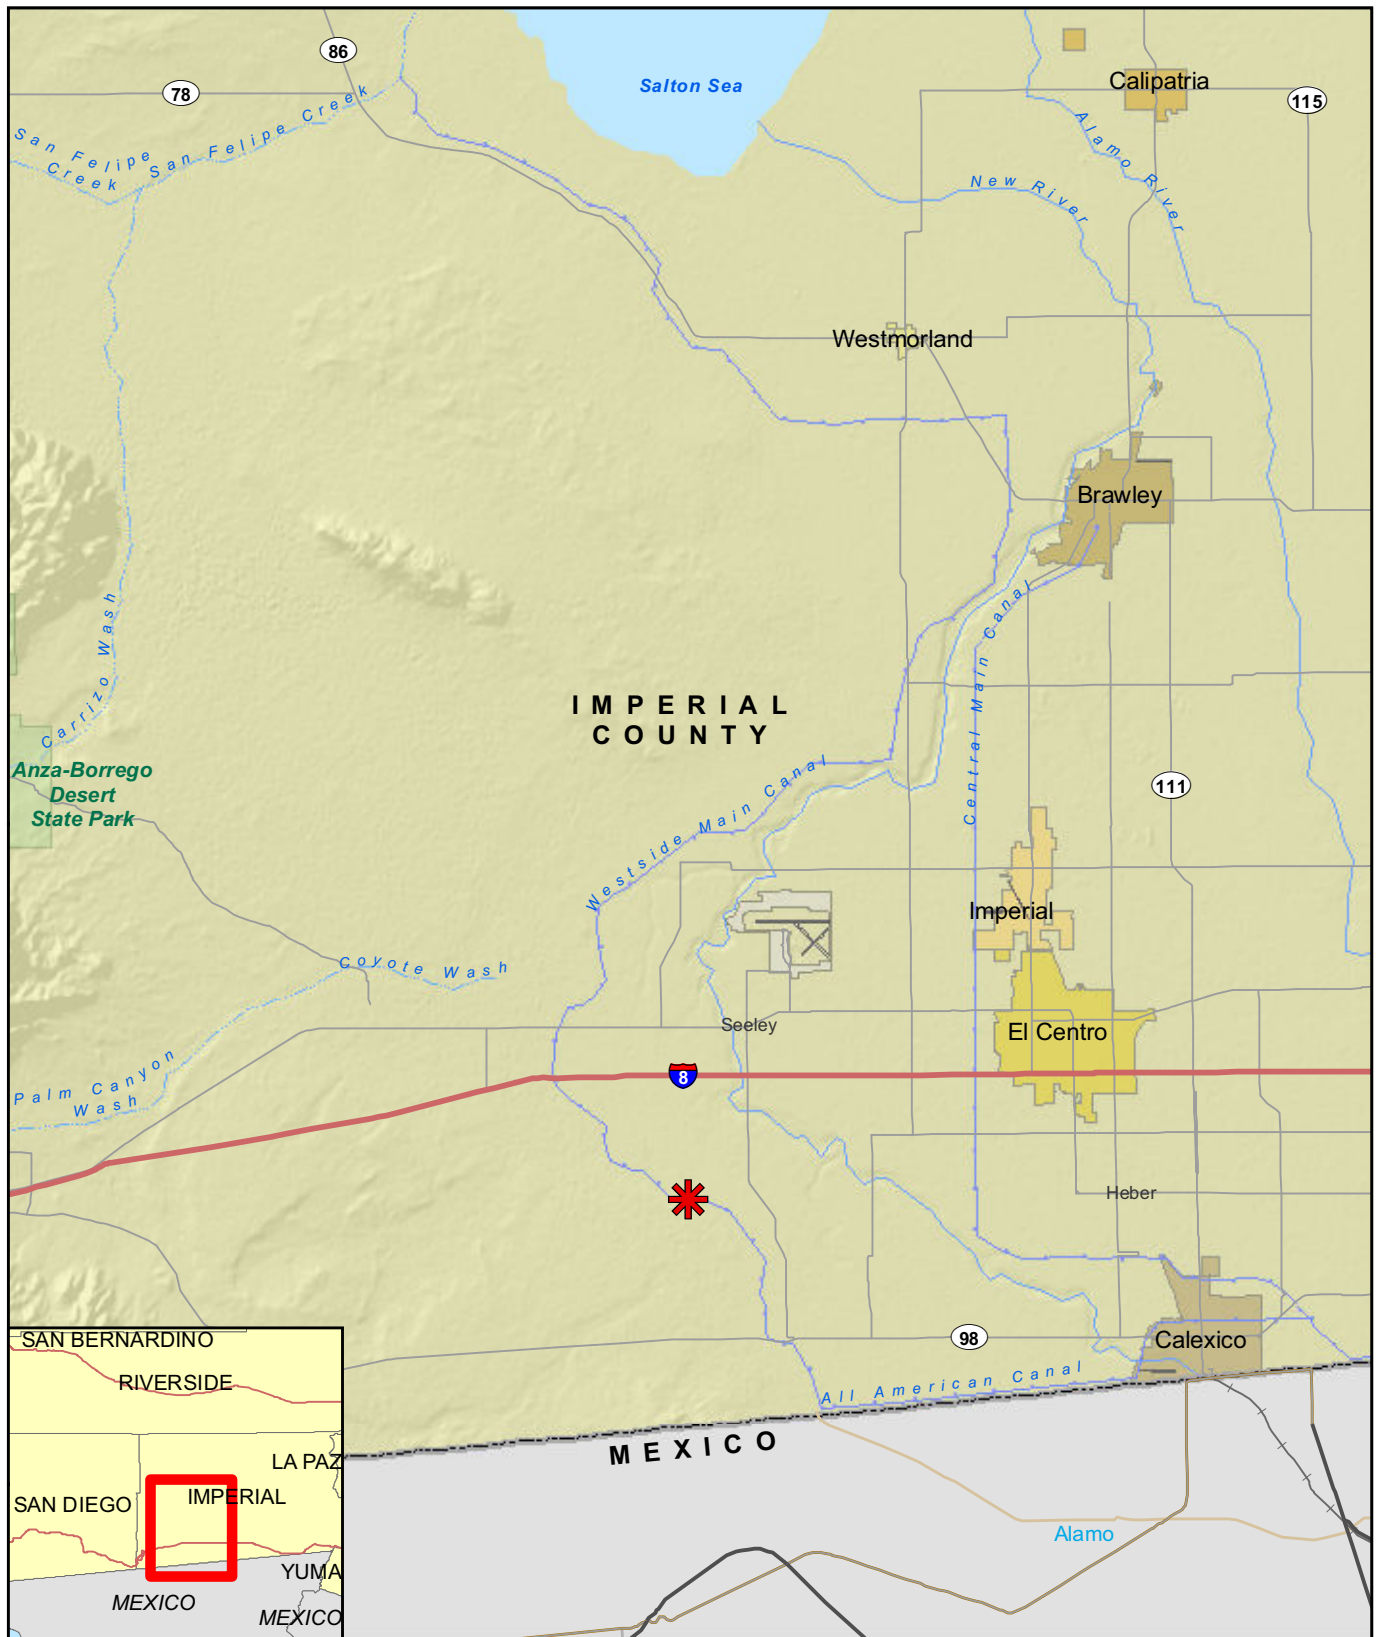 86
78
Salton Sea
Calipatria
115
San Felipe
Creek
San Felipe Creek
Alamo River
New River
Westmorland
Brawley
Carrizo Wash
Central Main Canal
IMPERIAL
COUNTY
Anza-Borrego
Desert
State Park
Westside Main Canal
111
Imperial
Coyote Wash
Seeley
El Centro
8
Palm Canyon
Wash
Heber
98
Calexico
All American Canal
MEXICO
Alamo
SAN BERNARDINO
RIVERSIDE
LA PAZ
SAN DIEGO
IMPERIAL
YUMA
MEXICO
MEXICO